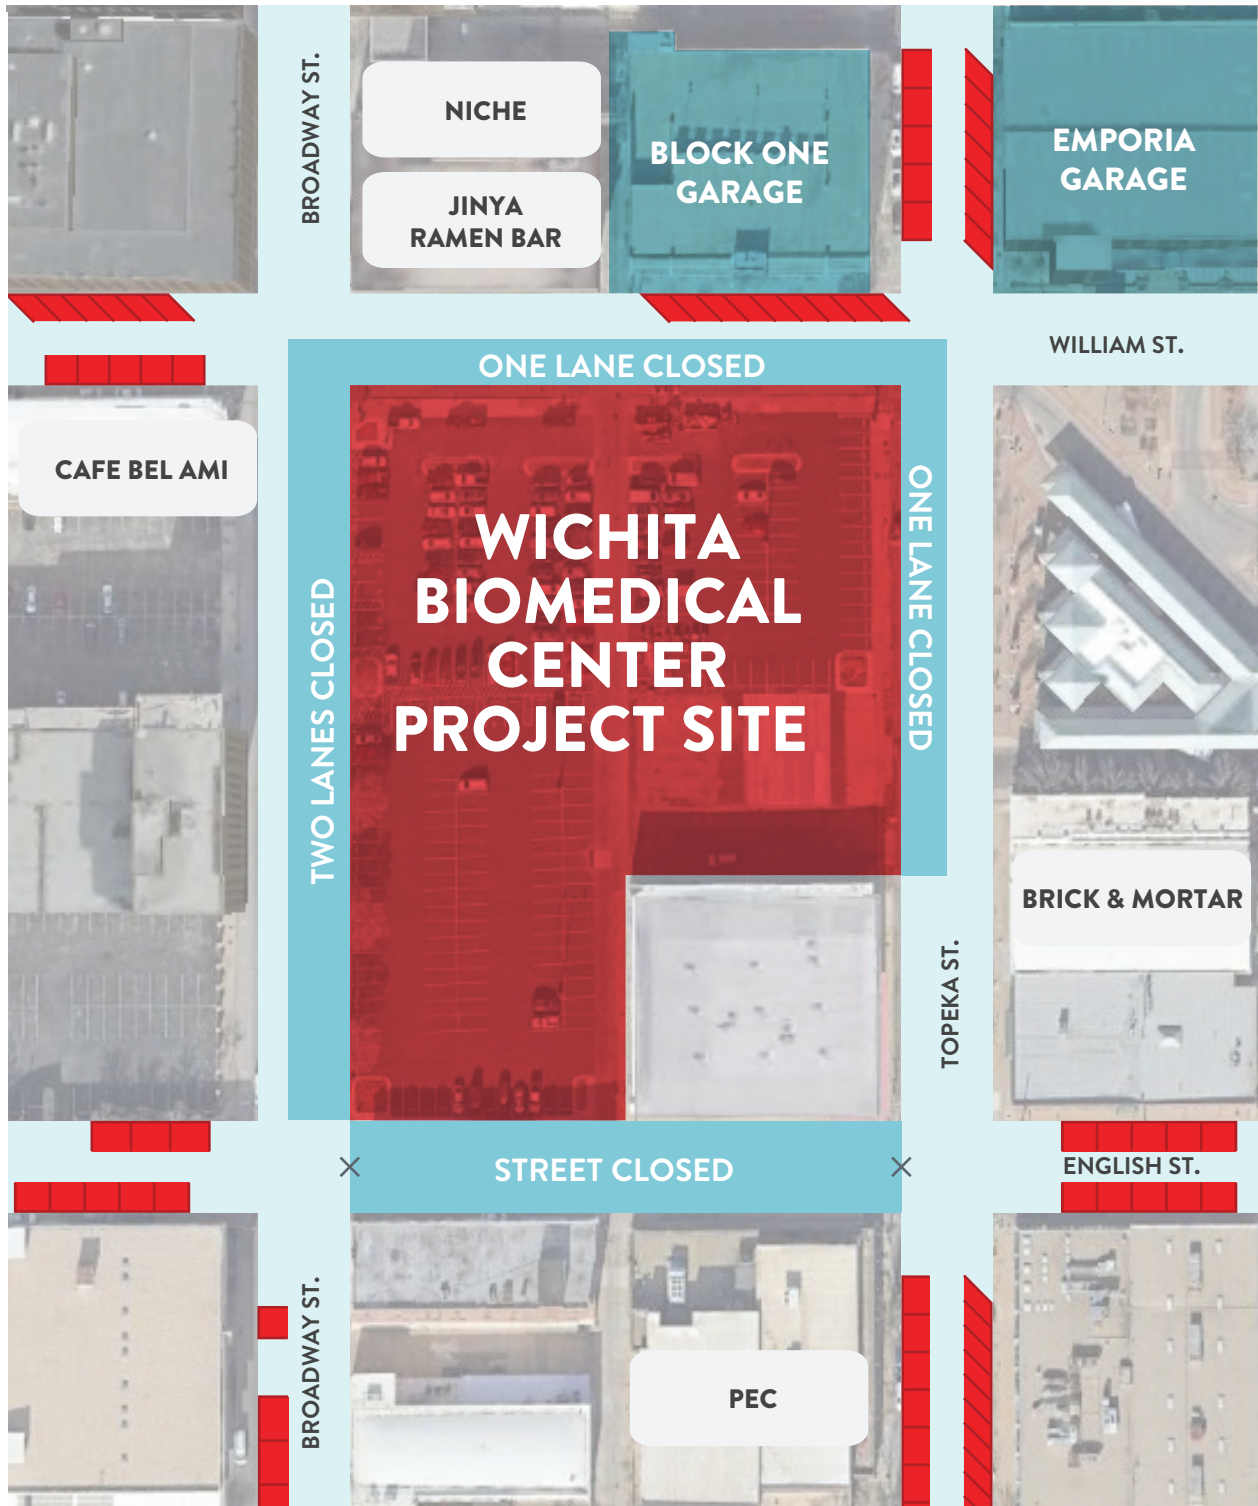 BROADWAY ST.
NICHE
JINYA
RAMEN BAR
BLOCK ONE
GARAGE
EMPORIA
GARAGE
WILLIAM ST.
ONE LANE CLOSED
CAFE BEL AMI
WICHITA
BIOMEDICAL
CENTER
PROJECT SITE
ONE LANE CLOSED
TWO LANES CLOSED
BRICK & MORTAR
TOPEKA ST.
STREET CLOSED
ENGLISH ST.
BROADWAY ST.
PEC